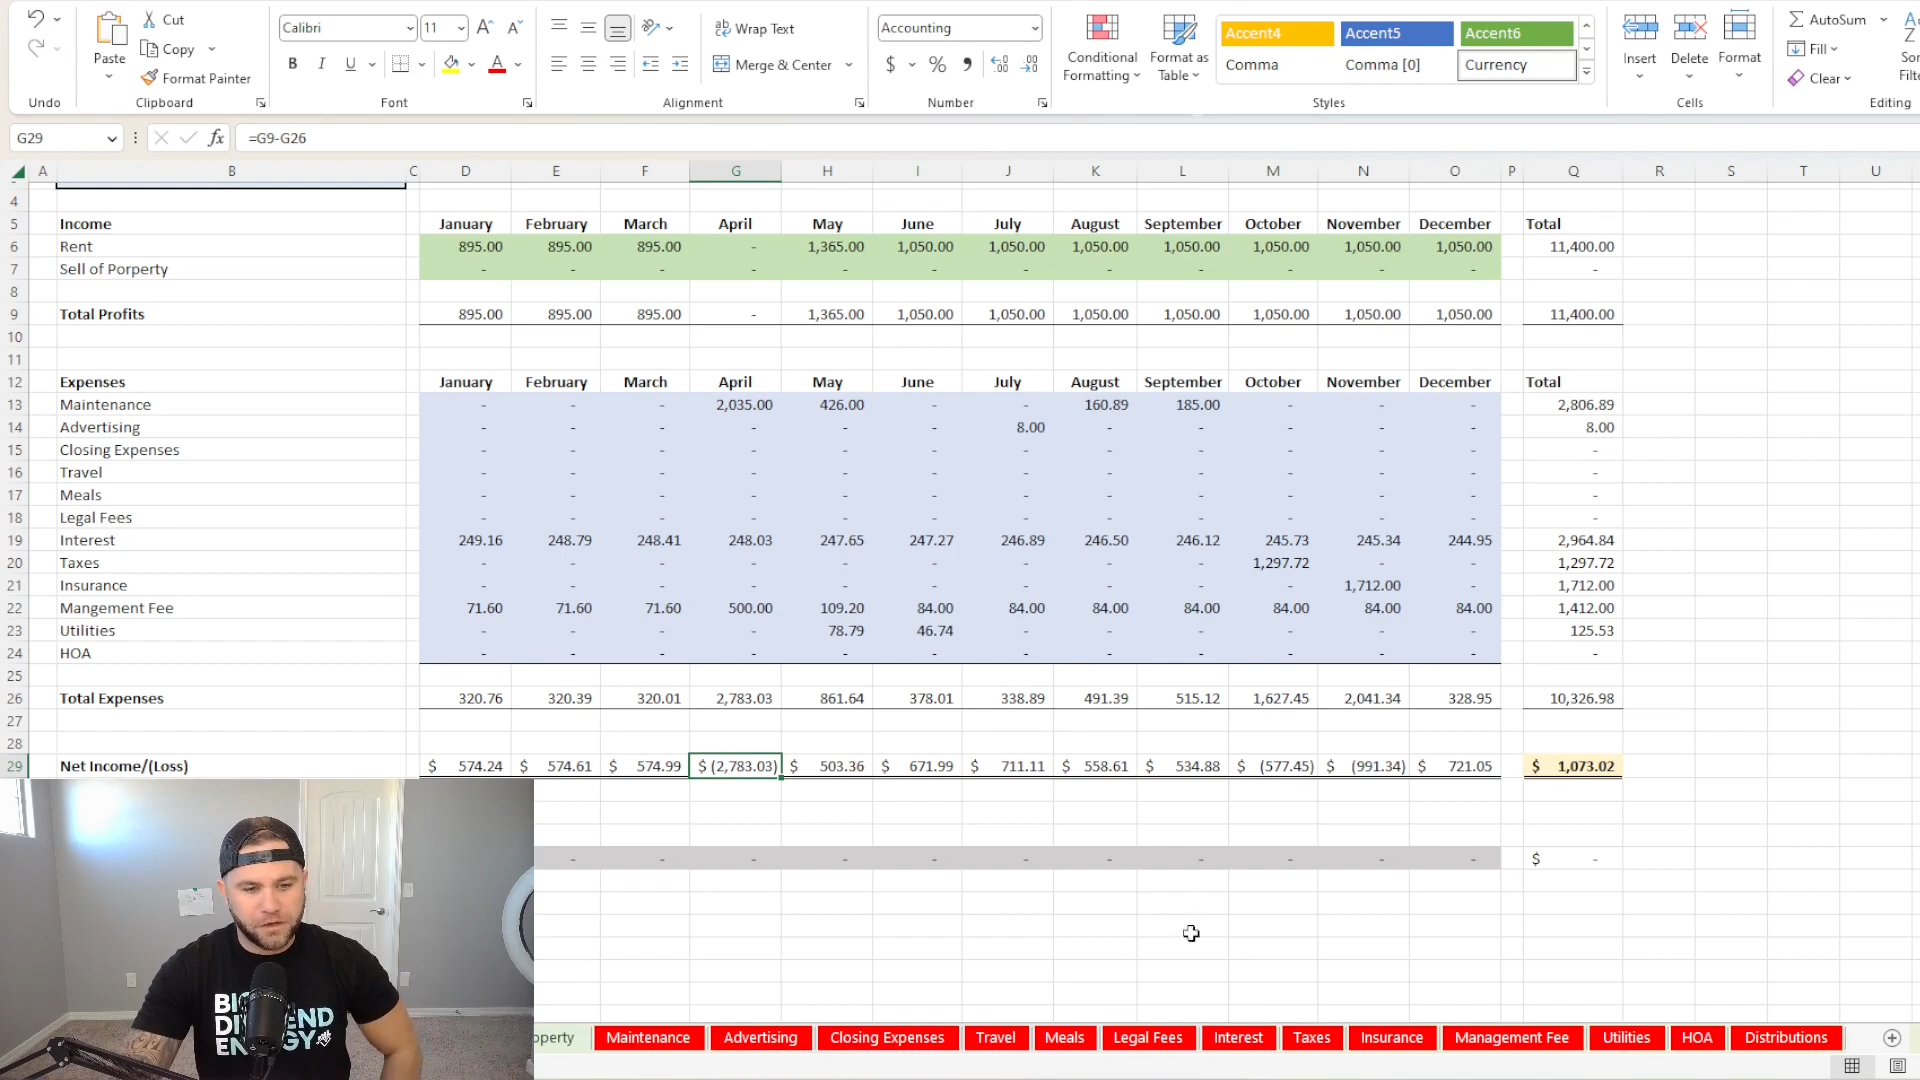 Cut
Calibri 11 Wrap Text Accounting
Accent4 Accent5 Accent6
AutoSum
Paste Copy
Conditional Formatting
Format as Table
Insert Delete Format
Fill
Format Painter
B I U A Merge & Center $ % 9
Comma Comma [0] Currency
Clear
Undo Clipboard Font Alignment Number Styles Cells Editing
G29 fx =G9-G26
A B C D E F G H I J K L M N O P Q R S T U
4
5 Income January February March April May June July August September October November December Total
6 Rent 895.00 895.00 895.00 - 1,365.00 1,050.00 1,050.00 1,050.00 1,050.00 1,050.00 1,050.00 1,050.00 11,400.00
7 Sell of Porperty - - - - - - - - - - - - -
8
9 Total Profits 895.00 895.00 895.00 - 1,365.00 1,050.00 1,050.00 1,050.00 1,050.00 1,050.00 1,050.00 1,050.00 11,400.00
10
11
12 Expenses January February March April May June July August September October November December Total
13 Maintenance - - - 2,035.00 426.00 - - 160.89 185.00 - - - 2,806.89
14 Advertising - - - - - - 8.00 - - - - - 8.00
15 Closing Expenses - - - - - - - - - - - - -
16 Travel - - - - - - - - - - - - -
17 Meals - - - - - - - - - - - - -
18 Legal Fees - - - - - - - - - - - - -
19 Interest 249.16 248.79 248.41 248.03 247.65 247.27 246.89 246.50 246.12 245.73 245.34 244.95 2,964.84
20 Taxes - - - - - - - - - 1,297.72 - - 1,297.72
21 Insurance - - - - - - - - - - 1,712.00 - 1,712.00
22 Mangement Fee 71.60 71.60 71.60 500.00 109.20 84.00 84.00 84.00 84.00 84.00 84.00 84.00 1,412.00
23 Utilities - - - - 78.79 46.74 - - - - - - 125.53
24 HOA - - - - - - - - - - - - -
25
26 Total Expenses 320.76 320.39 320.01 2,783.03 861.64 378.01 338.89 491.39 515.12 1,627.45 2,041.34 328.95 10,326.98
27
28
29 Net Income/(Loss) $ 574.24 $ 574.61 $ 574.99 $ (2,783.03) $ 503.36 $ 671.99 $ 711.11 $ 558.61 $ 534.88 $ (577.45) $ (991.34) $ 721.05 $ 1,073.02
- - - - - - - - - - - $ -
operty Maintenance Advertising Closing Expenses Travel Meals Legal Fees Interest Taxes Insurance Management Fee Utilities HOA Distributions